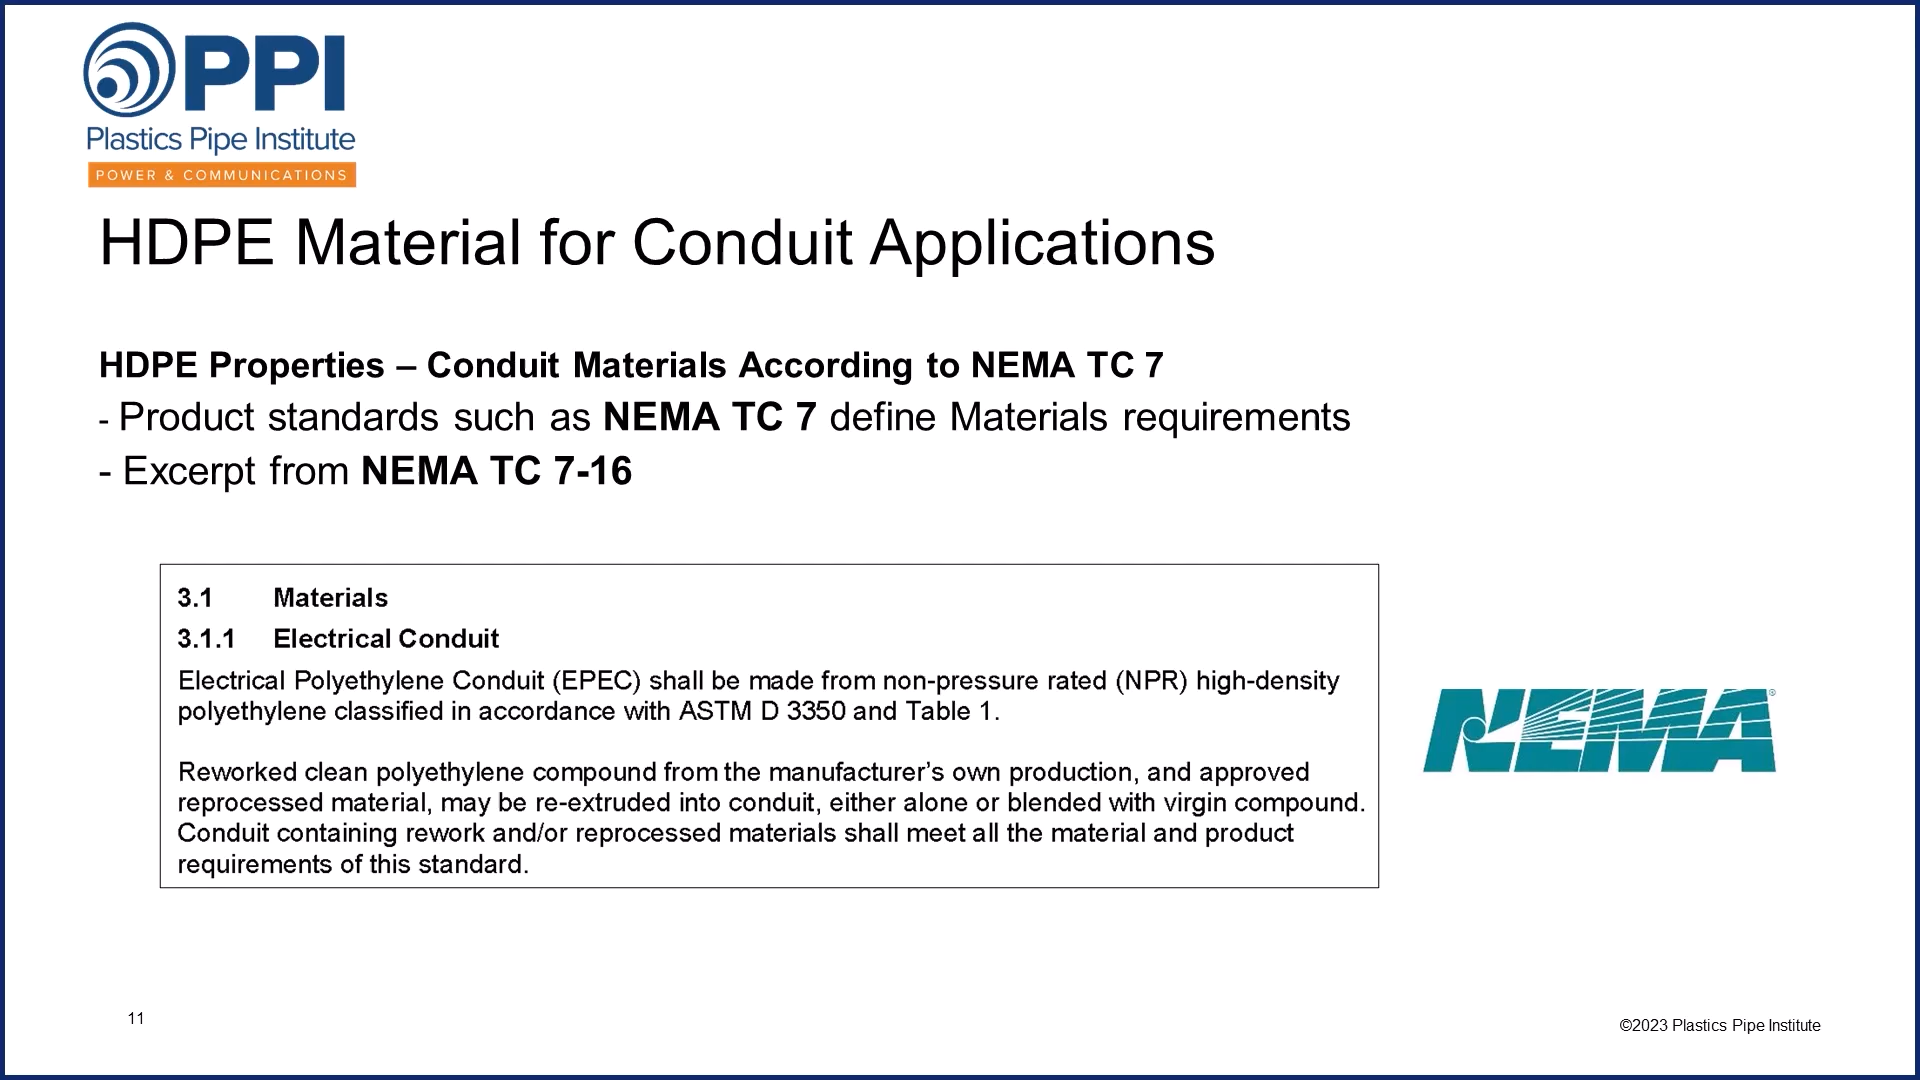 PPI
Plastics Pipe Institute
POWER & COMMUNICATIONS
HDPE Material for Conduit Applications
HDPE Properties – Conduit Materials According to NEMA TC 7
- Product standards such as NEMA TC 7 define Materials requirements
- Excerpt from NEMA TC 7-16
3.1 Materials
3.1.1 Electrical Conduit
Electrical Polyethylene Conduit (EPEC) shall be made from non-pressure rated (NPR) high-density
polyethylene classified in accordance with ASTM D 3350 and Table 1.
Reworked clean polyethylene compound from the manufacturer’s own production, and approved
reprocessed material, may be re-extruded into conduit, either alone or blended with virgin compound.
Conduit containing rework and/or reprocessed materials shall meet all the material and product
requirements of this standard.
NEMA®
11
©2023 Plastics Pipe Institute